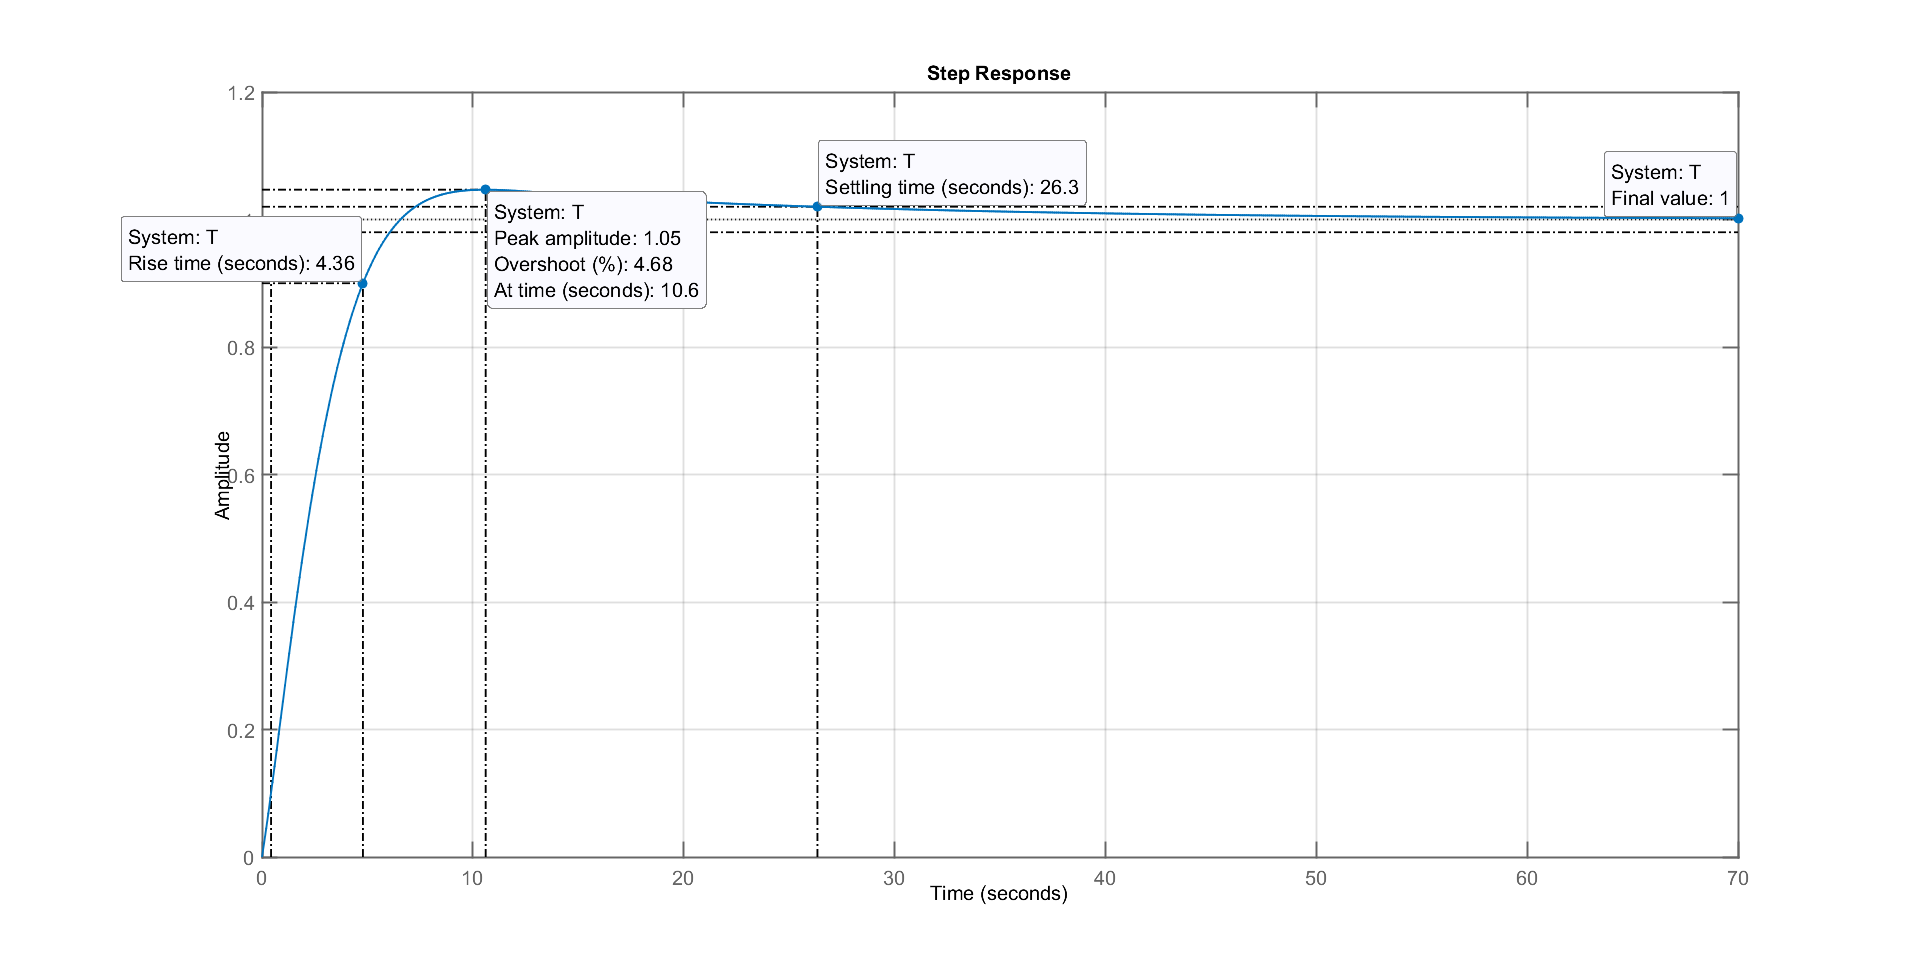 Step Response
1.2
System: T
Settling time (seconds): 26.3
System: T
Final value: 1
System: T
Peak amplitude: 1.05
Overshoot (%): 4.68
At time (seconds): 10.6
System: T
Rise time (seconds): 4.36
0.8
0.6
0.4
0.2
0
Amplitude
0
10
20
30
40
50
60
70
Time (seconds)